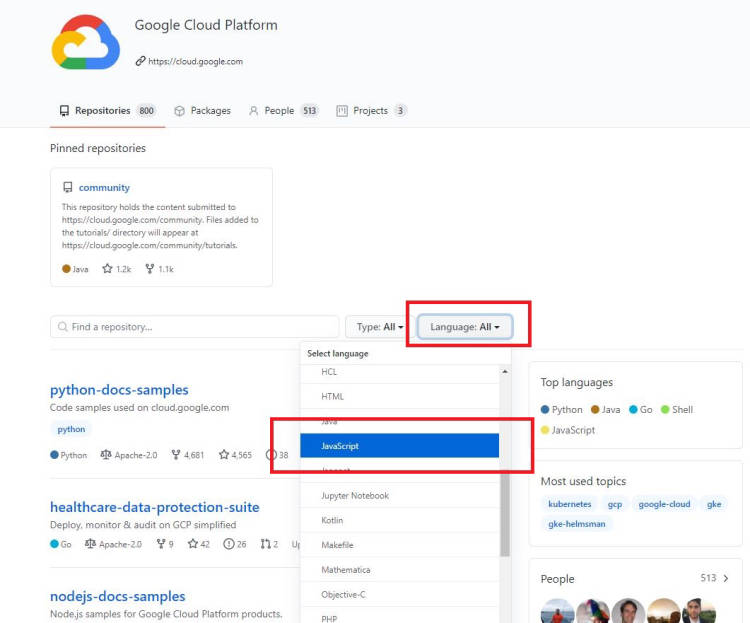 Google Cloud Platform
https://cloud.google.com
Repositories 800 Packages People 513 Projects 3
Pinned repositories
community
This repository holds the content submitted to
https://cloud.google.com/community. Files added to
the tutorials/ directory will appear at
https://cloud.google.com/community/tutorials.
Java 1.2k 1.1k
Find a repository...
Type: All
Language: All
Select language
HCL
HTML
Java
JavaScript
Jupyter Notebook
Kotlin
Makefile
Mathematica
Objective-C
PHP
python-docs-samples
Code samples used on cloud.google.com
python
Python Apache-2.0 4,681 4,565 38
healthcare-data-protection-suite
Deploy, monitor & audit on GCP simplified
Go Apache-2.0 9 42 26 2 Up
nodejs-docs-samples
Node.js samples for Google Cloud Platform products.
Top languages
Python Java Go Shell
JavaScript
Most used topics
kubernetes gcp google-cloud gke
gke-helmsman
People 513